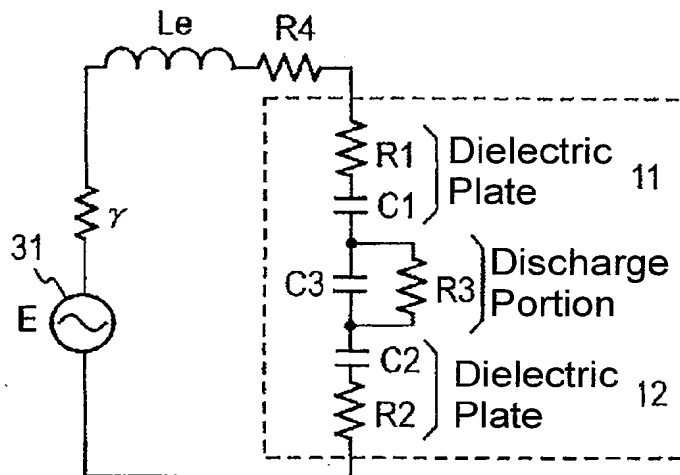 Le
R4
R1
Dielectric
Plate
11
C1
γ
31
C3
R3
Discharge
Portion
E
C2
Dielectric
Plate
12
R2